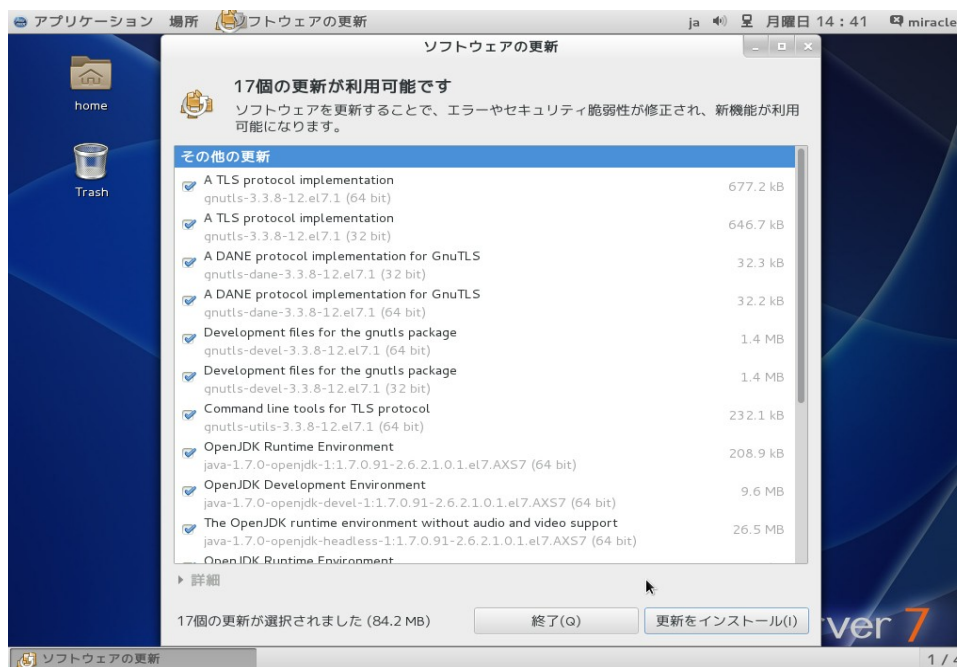 アプリケーション 場所 フトウェアの更新 ja 月曜日 14:41 miracle
home
Trash
ソフトウェアの更新
17個の更新が利用可能です
ソフトウェアを更新することで、エラーやセキュリティ脆弱性が修正され、新機能が利用
可能になります。
その他の更新
A TLS protocol implementation
gnutls-3.3.8-12.el7.1 (64 bit) 677.2 kB
A TLS protocol implementation
gnutls-3.3.8-12.el7.1 (32 bit) 646.7 kB
A DANE protocol implementation for GnuTLS
gnutls-dane-3.3.8-12.el7.1 (32 bit) 32.3 kB
A DANE protocol implementation for GnuTLS
gnutls-dane-3.3.8-12.el7.1 (64 bit) 32.2 kB
Development files for the gnutls package
gnutls-devel-3.3.8-12.el7.1 (64 bit) 1.4 MB
Development files for the gnutls package
gnutls-devel-3.3.8-12.el7.1 (32 bit) 1.4 MB
Command line tools for TLS protocol
gnutls-utils-3.3.8-12.el7.1 (64 bit) 232.1 kB
OpenJDK Runtime Environment
java-1.7.0-openjdk-1:1.7.0.91-2.6.2.1.0.1.el7.AXS7 (64 bit) 208.9 kB
OpenJDK Development Environment
java-1.7.0-openjdk-devel-1:1.7.0.91-2.6.2.1.0.1.el7.AXS7 (64 bit) 9.6 MB
The OpenJDK runtime environment without audio and video support
java-1.7.0-openjdk-headless-1:1.7.0.91-2.6.2.1.0.1.el7.AXS7 (64 bit) 26.5 MB
OpenJDK Runtime Environment
詳細
17個の更新が選択されました (84.2 MB) 終了(Q) 更新をインストール(I)
ver 7
ソフトウェアの更新 1 / 4